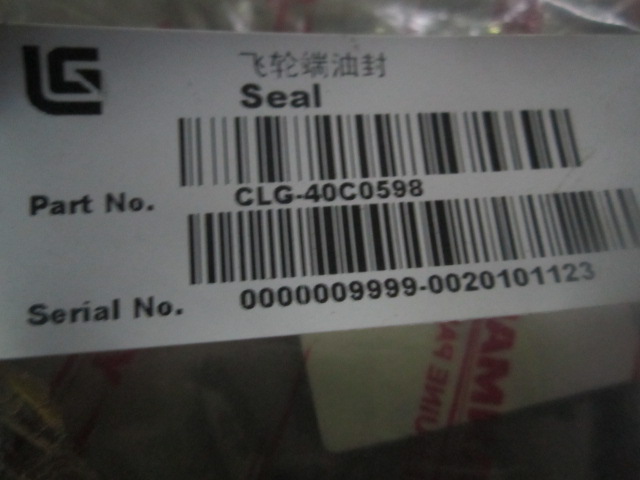 飞轮端油封
Seal
Part No. CLG-40C0598
Serial No. 0000009999-0020101123